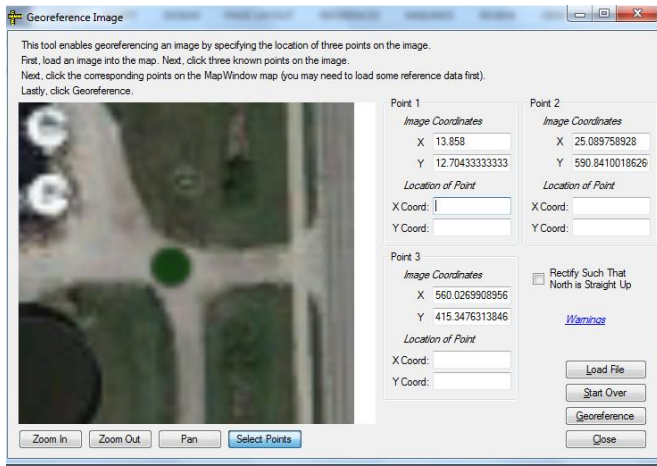 Georeference Image
This tool enables georeferencing an image by specifying the location of three points on the image.
First, load an image into the map. Next, click three known points on the image.
Next, click the corresponding points on the MapWindow map (you may need to load some reference data first).
Lastly, click Georeference.
Point 1
Image Coordinates
X 13.858
Y 12.70433333333
Location of Point
X Coord:
Y Coord:
Point 2
Image Coordinates
X 25.089758928
Y 590.8410018626
Location of Point
X Coord:
Y Coord:
Point 3
Image Coordinates
X 560.0269908956
Y 415.3476313846
Location of Point
X Coord:
Y Coord:
Rectify Such That
North is Straight Up
Warnings
Load File
Start Over
Georeference
Close
Zoom In Zoom Out Pan Select Points